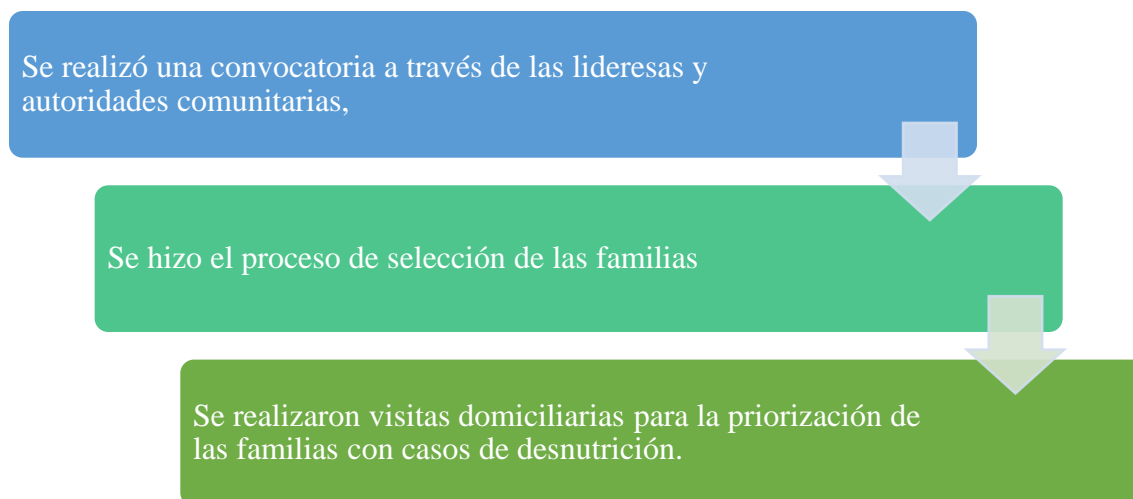 Se realizó una convocatoria a través de las lideresas y
autoridades comunitarias,
Se hizo el proceso de selección de las familias
Se realizaron visitas domiciliarias para la priorización de
las familias con casos de desnutrición.